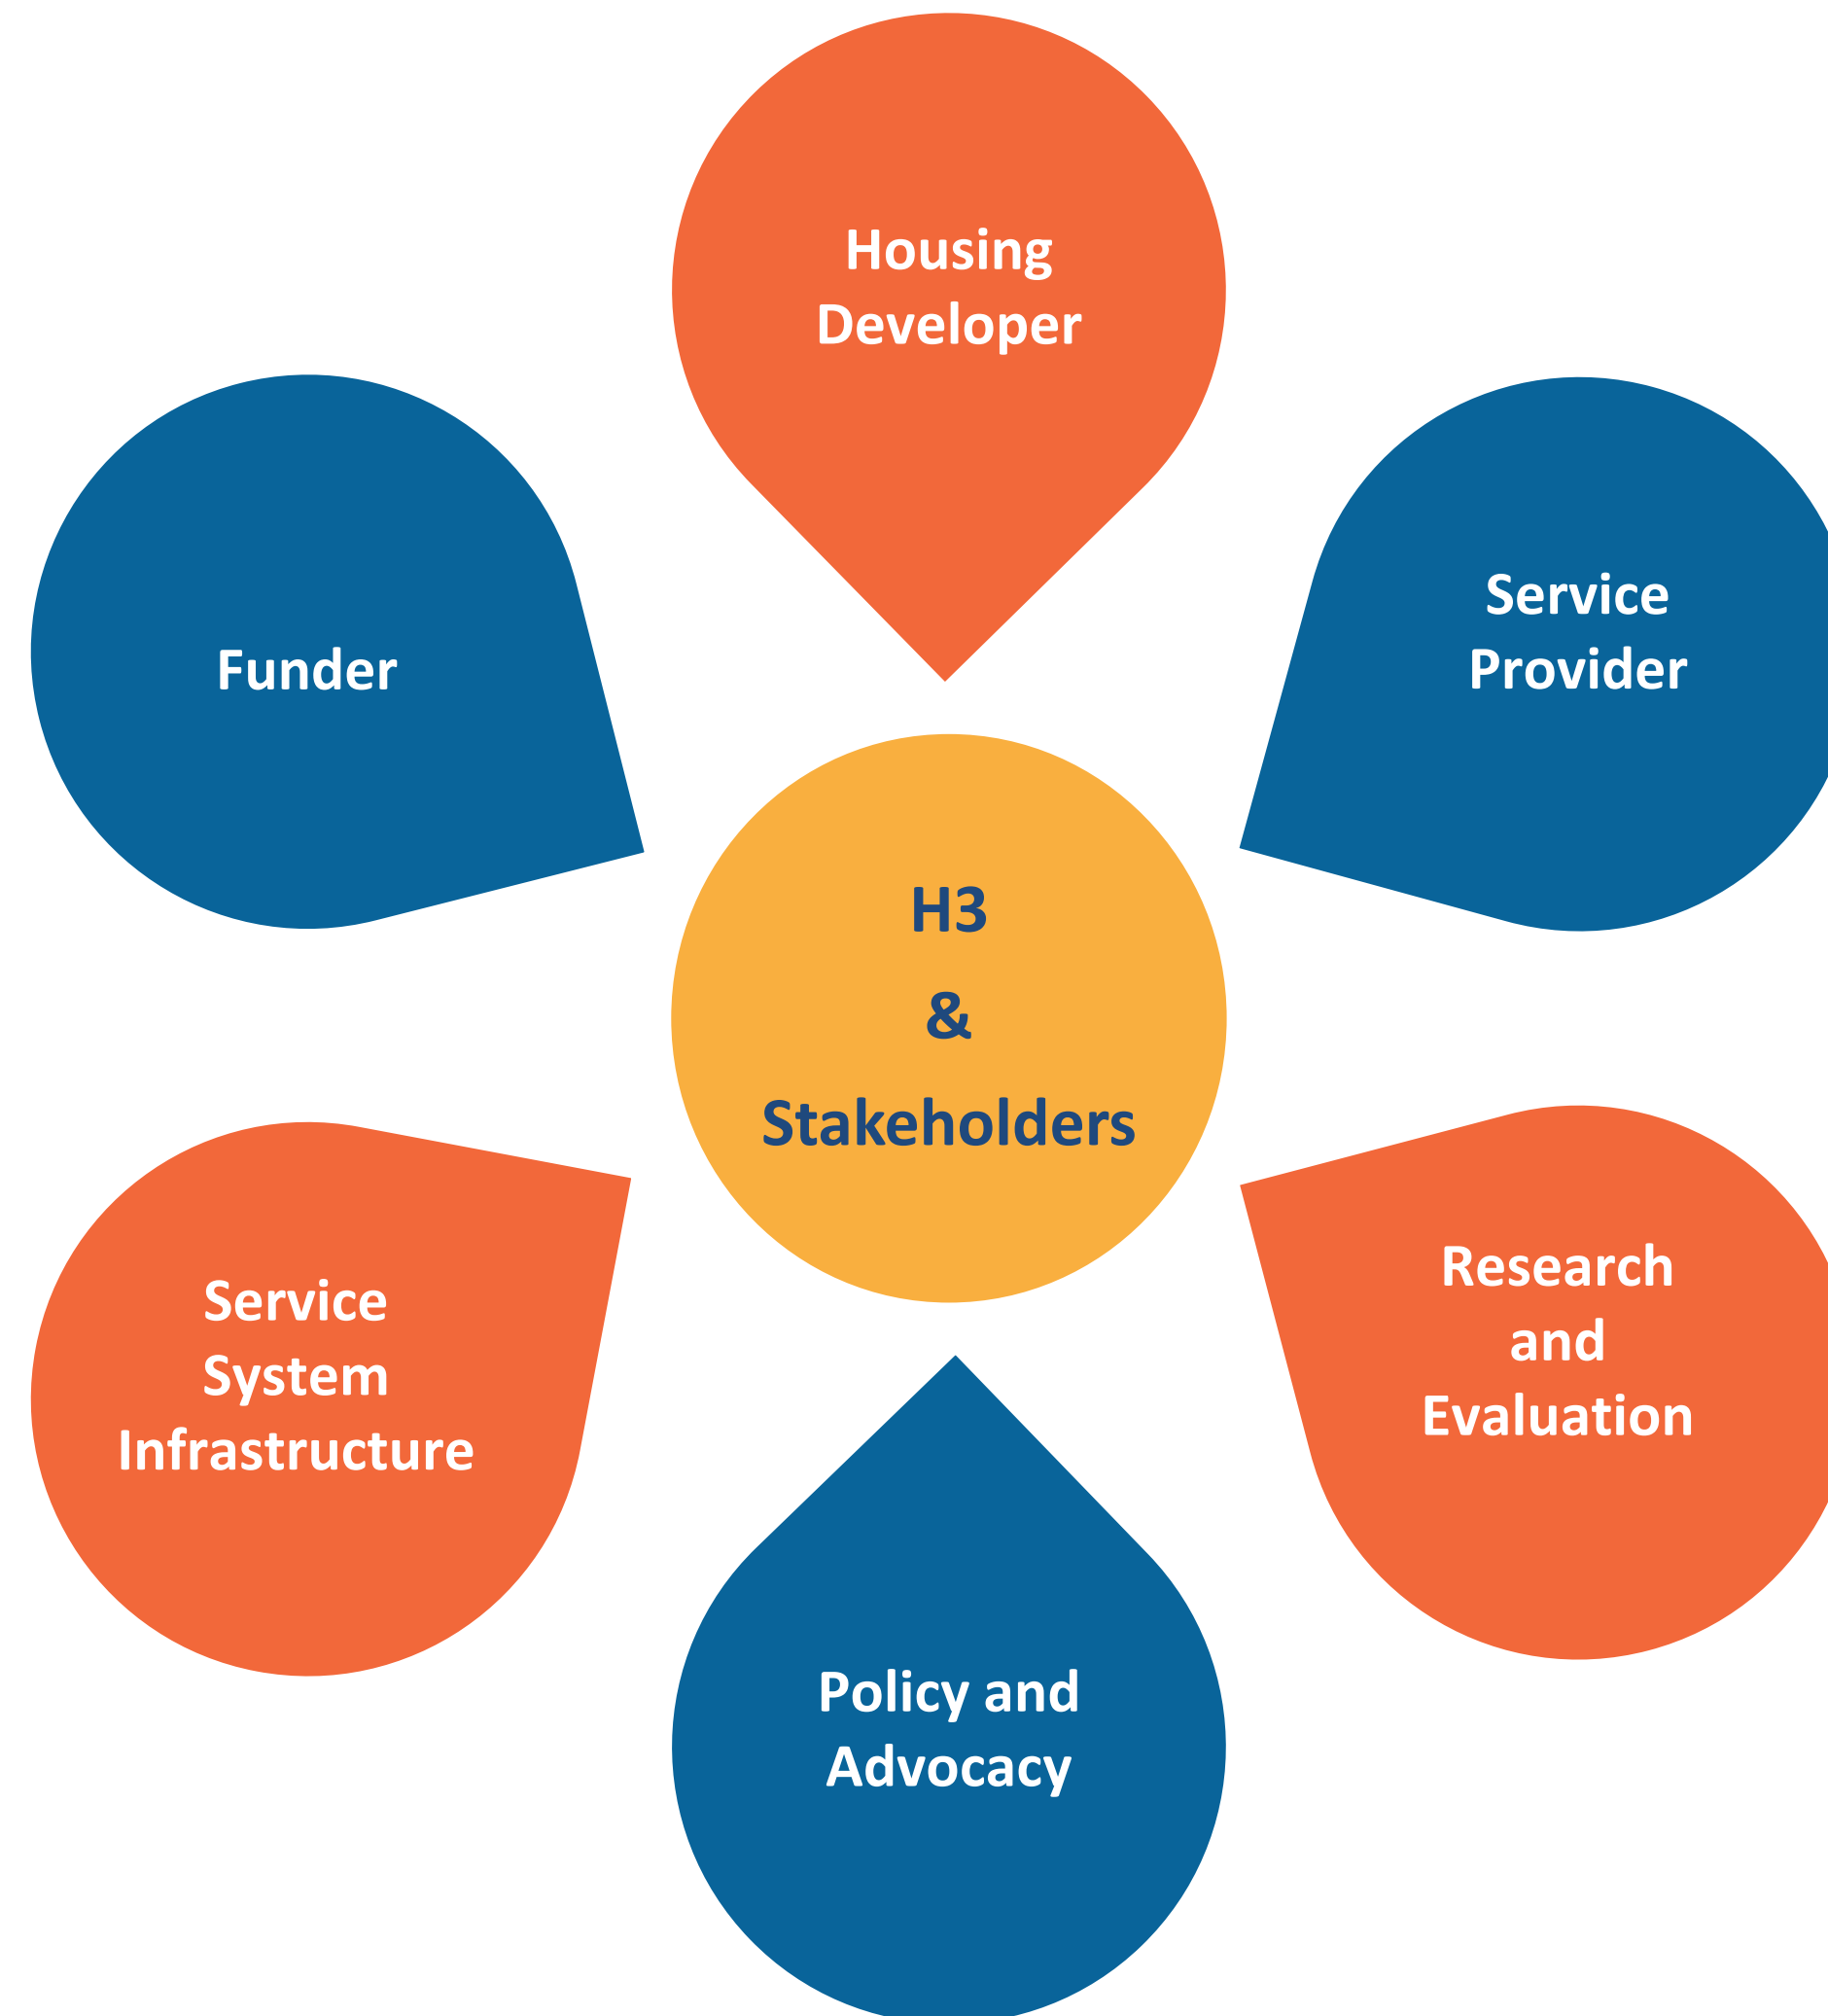 Housing
Developer
Service
Provider
Funder
H3
&
Stakeholders
Research
and
Evaluation
Service
System
Infrastructure
Policy and
Advocacy